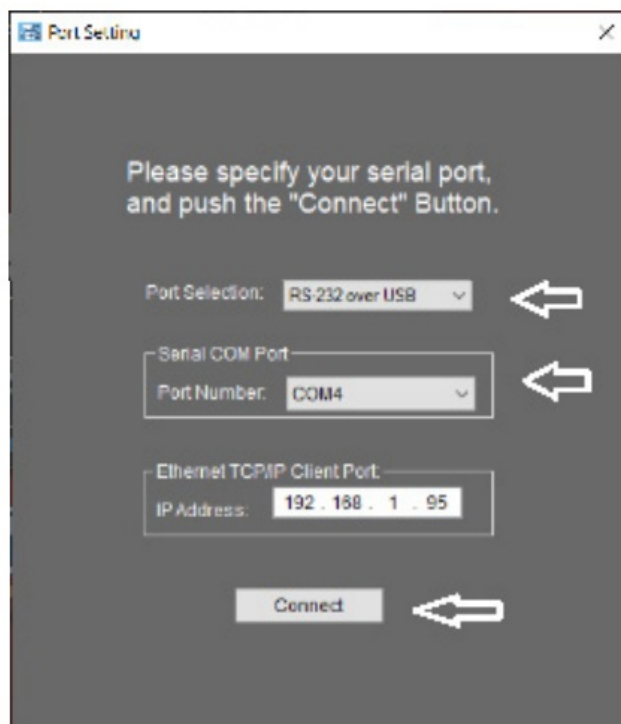 Port Setting
Please specify your serial port,
and push the "Connect" Button.
Port Selection: RS-232 over USB
Serial COM Port
Port Number: COM4
Ethernet TCP/IP Client Port:
IP Address: 192 . 168 . 1 . 95
Connect